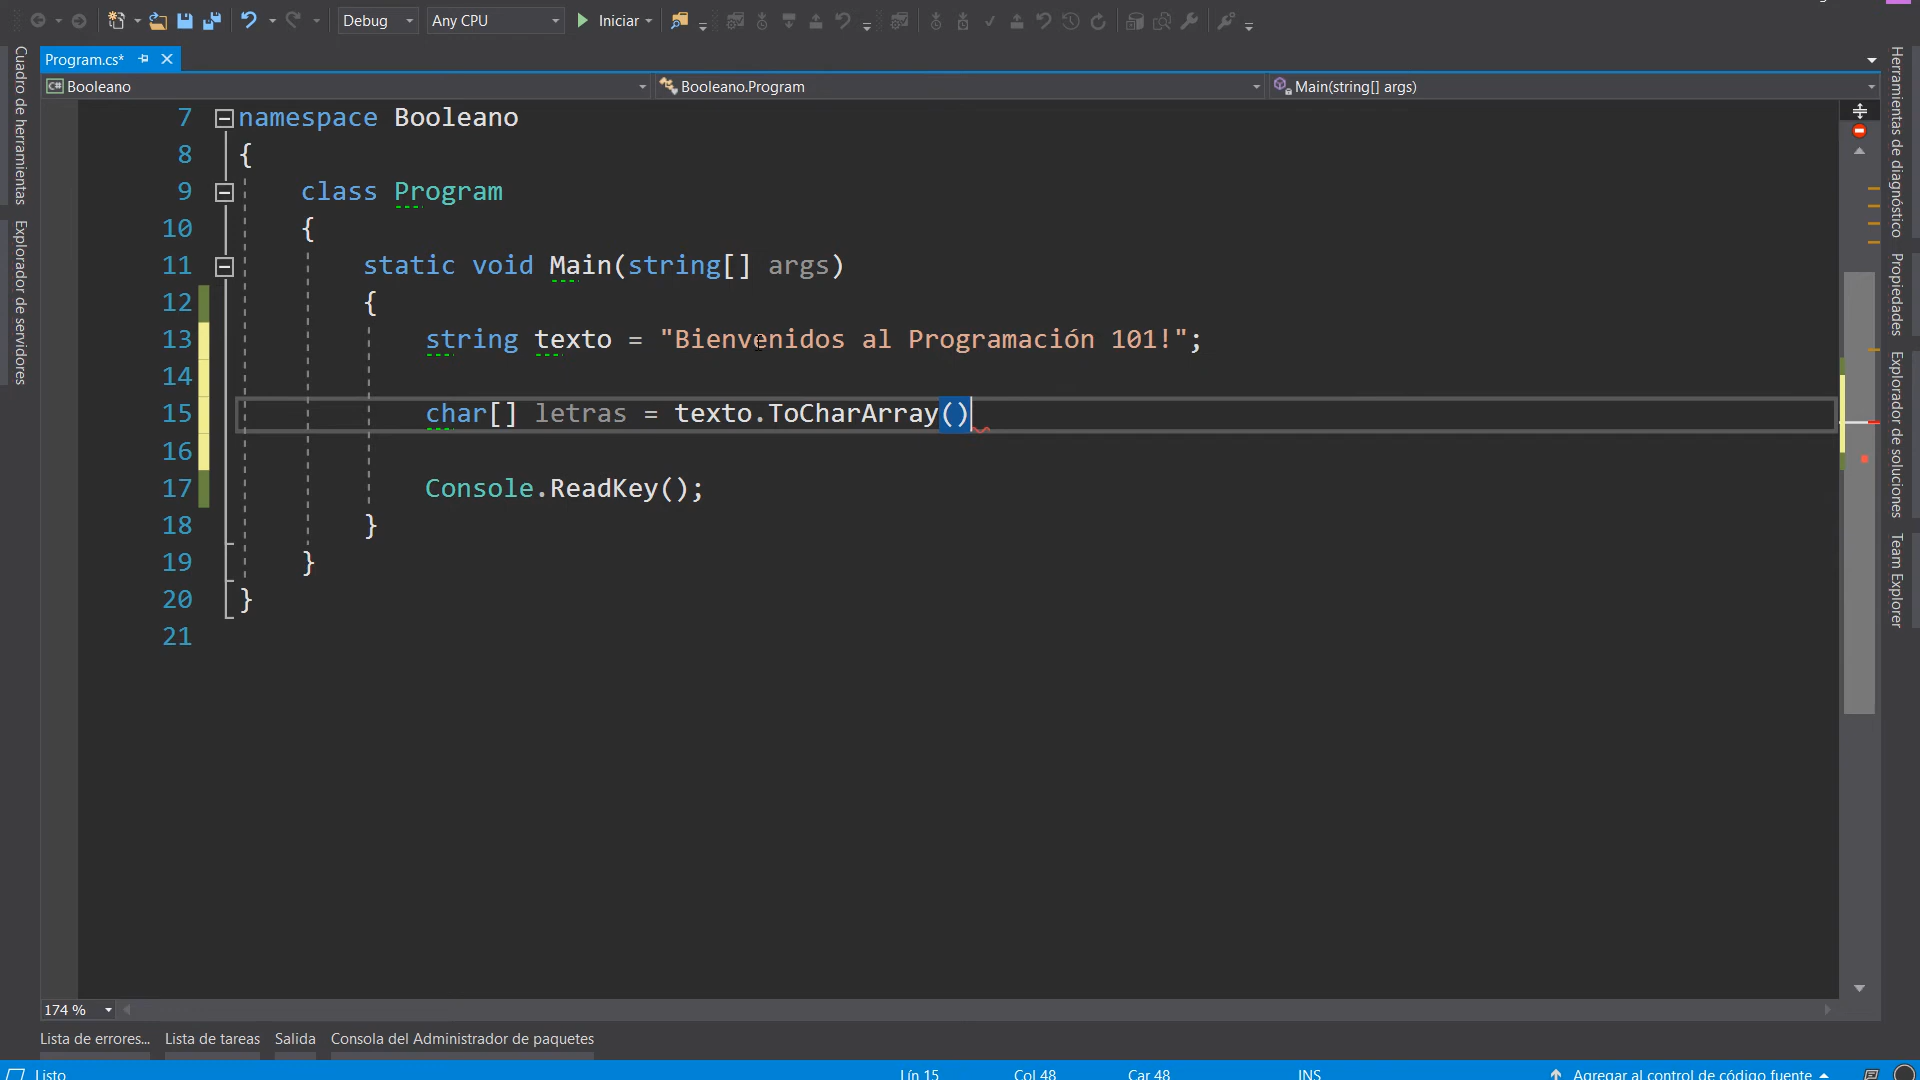 Debug Any CPU Iniciar
Program.cs*
Booleano Booleano.Program Main(string[] args)
Cuadro de herramientas
Explorador de servidores
7 namespace Booleano
8 {
9 class Program
10 {
11 static void Main(string[] args)
12 {
13 string texto = "Bienvenidos al Programación 101!";
14
15 char[] letras = texto.ToCharArray()
16
17 Console.ReadKey();
18 }
19 }
20 }
21
Herramientas de diagnóstico
Propiedades
Explorador de soluciones
Team Explorer
174 %
Lista de errores... Lista de tareas Salida Consola del Administrador de paquetes
Listo Lín 15 Col 48 Car 48 INS Agregar al control de código fuente